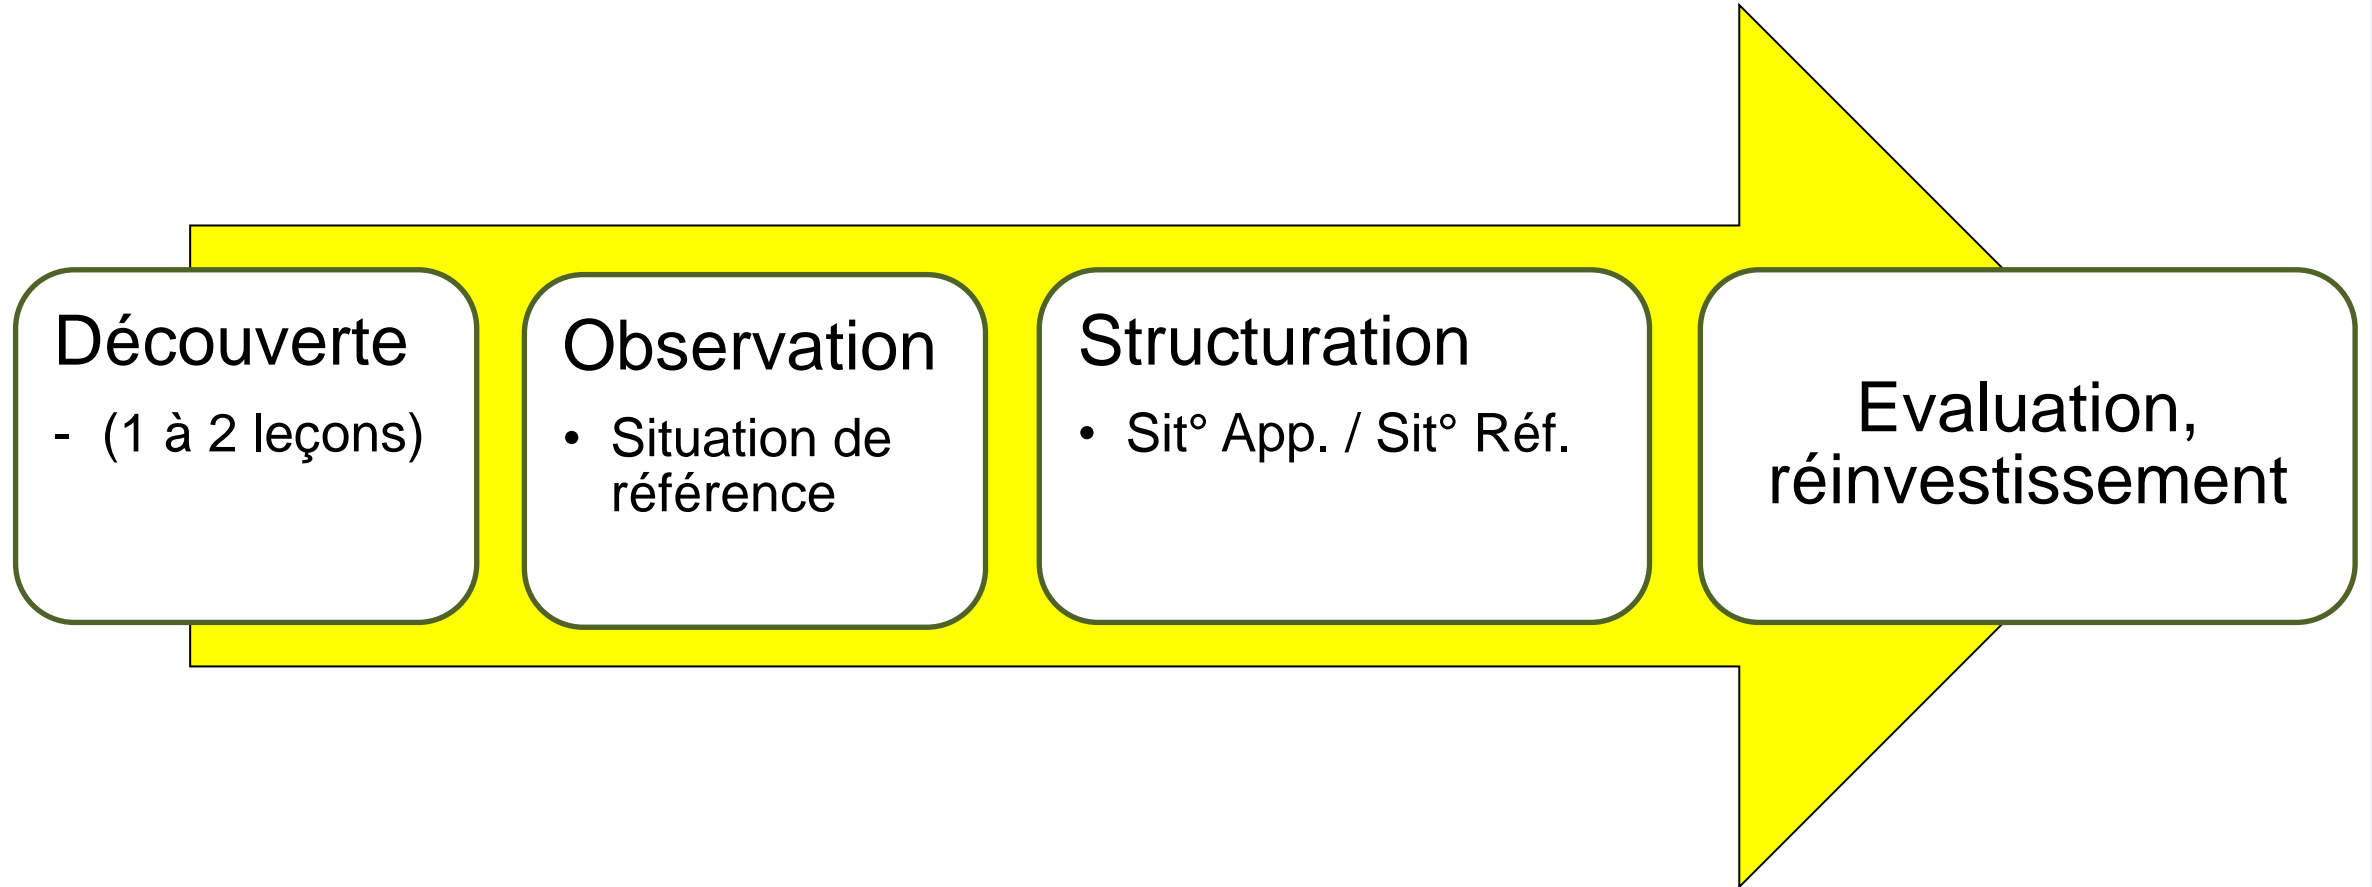 Découverte
- (1 à 2 leçons)
Observation
• Situation de
référence
Structuration
• Sit° App. / Sit° Réf.
Evaluation,
réinvestissement